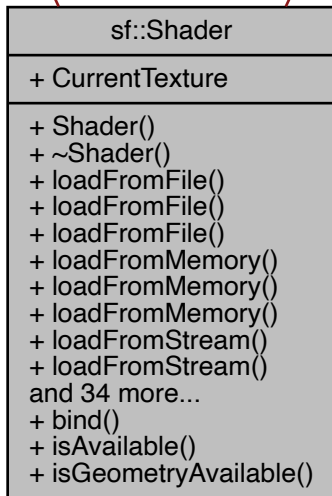 sf::Shader
+ CurrentTexture
+ Shader()
+ ~Shader()
+ loadFromFile()
+ loadFromFile()
+ loadFromFile()
+ loadFromMemory()
+ loadFromMemory()
+ loadFromMemory()
+ loadFromStream()
+ loadFromStream()
and 34 more...
+ bind()
+ isAvailable()
+ isGeometryAvailable()